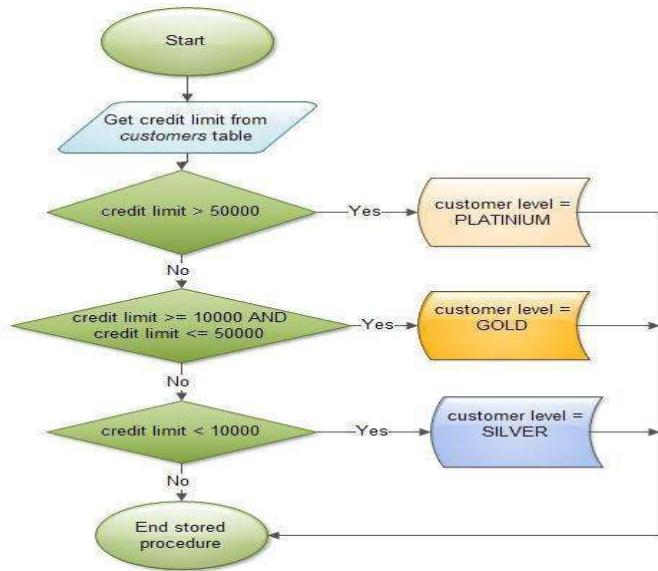 Start
Get credit limit from
customers table
credit limit > 50000
Yes
customer level =
PLATINIUM
No
credit limit >= 10000 AND
credit limit <= 50000
Yes
customer level =
GOLD
No
credit limit < 10000
Yes
customer level =
SILVER
No
End stored
procedure